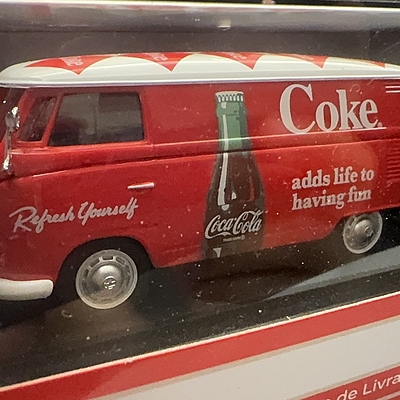 Coke
adds life to
having fun
Refresh Yourself
Coca-Cola
de Livra